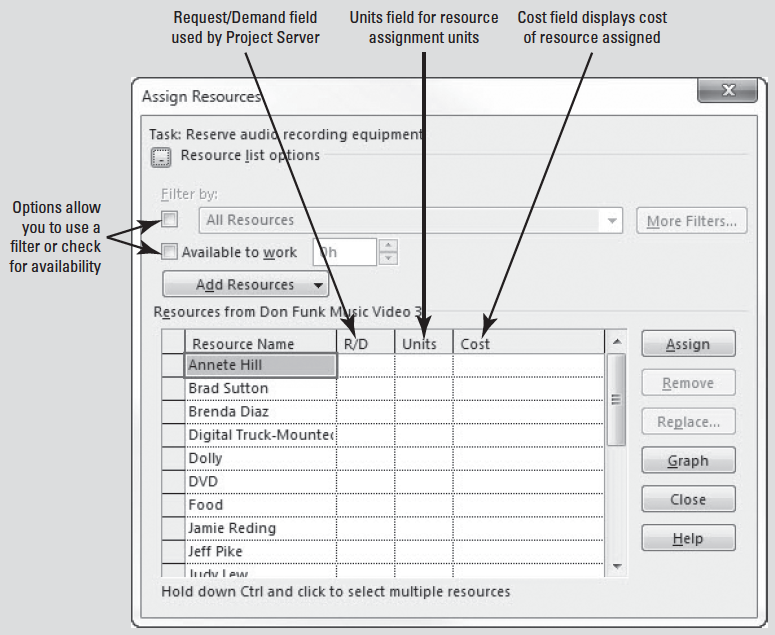 Request/Demand field
used by Project Server
Units field for resource
assignment units
Cost field displays cost
of resource assigned
Assign Resources
Task: Reserve audio recording equipment
Resource list options
Filter by:
All Resources
More Filters...
Options allow
you to use a
filter or check
for availability
Available to work
0h
Add Resources
Resources from Don Funk Music Video 3
Resource Name R/D Units Cost
Annete Hill
Brad Sutton
Brenda Diaz
Digital Truck-Mounted
Dolly
DVD
Food
Jamie Reding
Jeff Pike
Judy Lew
Assign
Remove
Replace...
Graph
Close
Help
Hold down Ctrl and click to select multiple resources